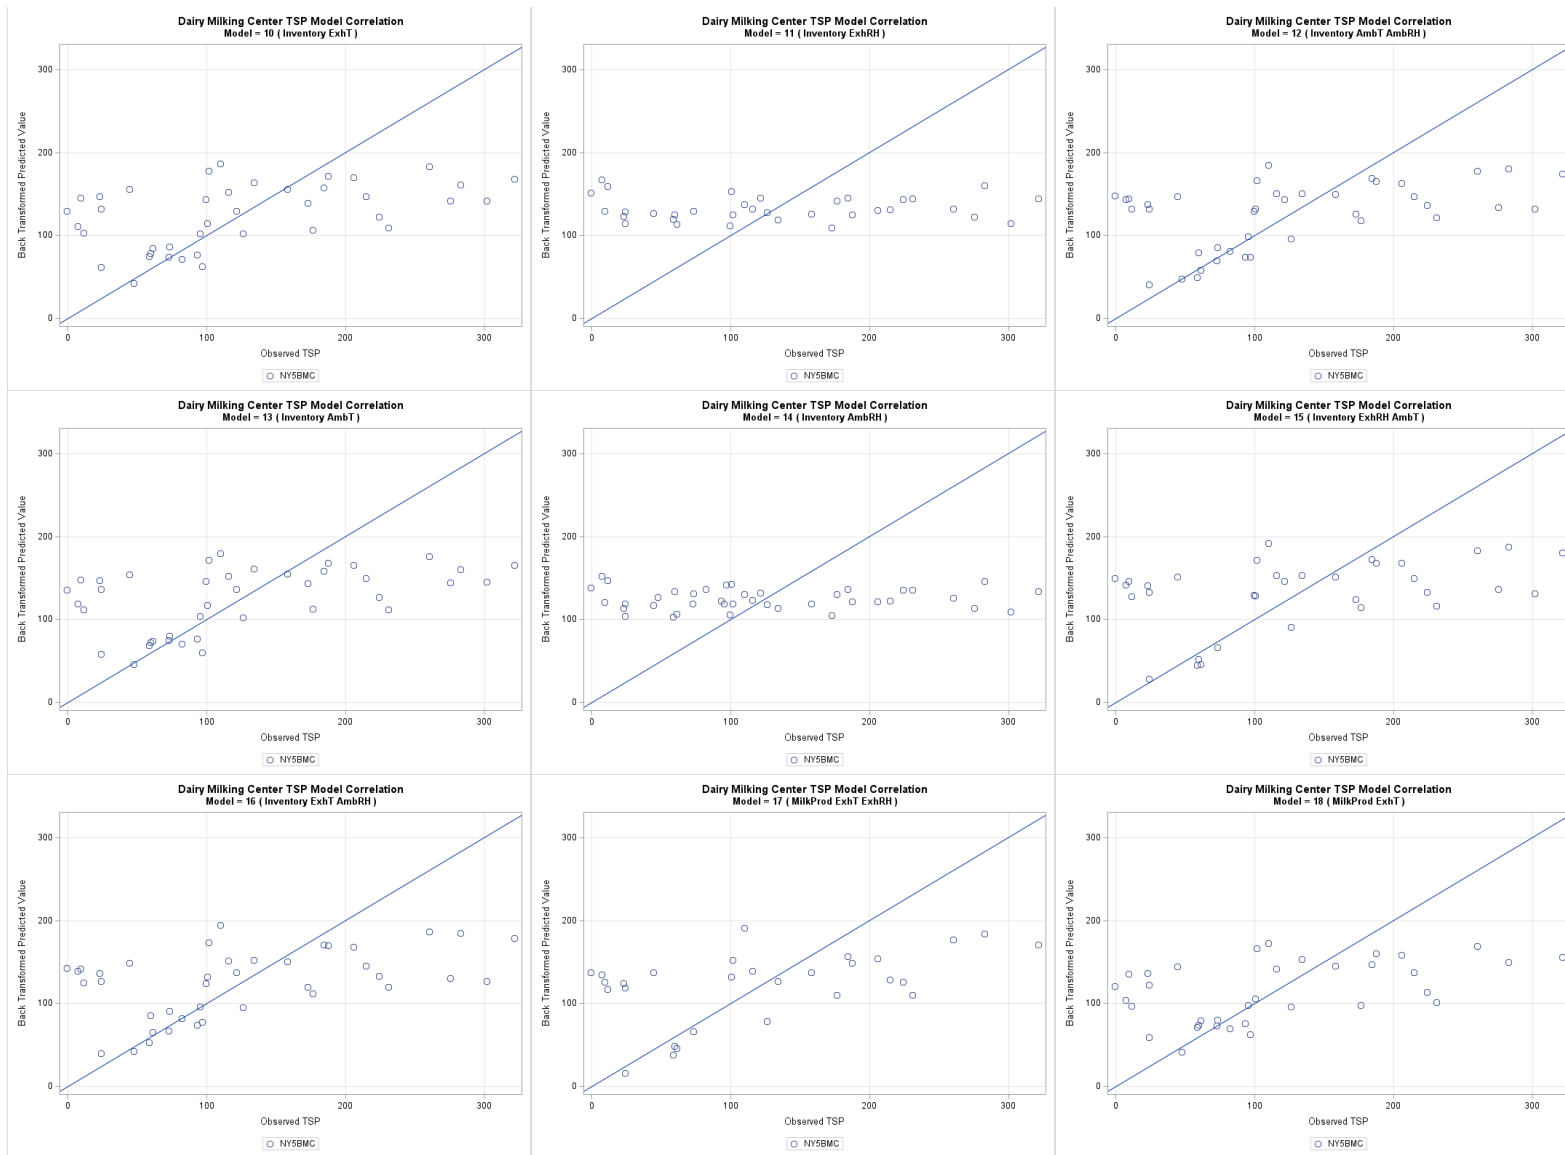 Dairy Milking Center TSP Model Correlation
Model = 10 ( Inventory ExhT )
Back Transformed Predicted Value
300
200
100
0
0 100 200 300
Observed TSP
NY5BMC
Dairy Milking Center TSP Model Correlation
Model = 11 ( Inventory ExhRH )
Back Transformed Predicted Value
300
200
100
0
0 100 200 300
Observed TSP
NY5BMC
Dairy Milking Center TSP Model Correlation
Model = 12 ( Inventory AmbT AmbRH )
Back Transformed Predicted Value
300
200
100
0
0 100 200 300
Observed TSP
NY5BMC
Dairy Milking Center TSP Model Correlation
Model = 13 ( Inventory AmbT )
Back Transformed Predicted Value
300
200
100
0
0 100 200 300
Observed TSP
NY5BMC
Dairy Milking Center TSP Model Correlation
Model = 14 ( Inventory AmbRH )
Back Transformed Predicted Value
300
200
100
0
0 100 200 300
Observed TSP
NY5BMC
Dairy Milking Center TSP Model Correlation
Model = 15 ( Inventory ExhRH AmbT )
Back Transformed Predicted Value
300
200
100
0
0 100 200 300
Observed TSP
NY5BMC
Dairy Milking Center TSP Model Correlation
Model = 16 ( Inventory ExhT AmbRH )
Back Transformed Predicted Value
300
200
100
0
0 100 200 300
Observed TSP
NY5BMC
Dairy Milking Center TSP Model Correlation
Model = 17 ( MilkProd ExhT ExhRH )
Back Transformed Predicted Value
300
200
100
0
0 100 200 300
Observed TSP
NY5BMC
Dairy Milking Center TSP Model Correlation
Model = 18 ( MilkProd ExhT )
Back Transformed Predicted Value
300
200
100
0
0 100 200 300
Observed TSP
NY5BMC